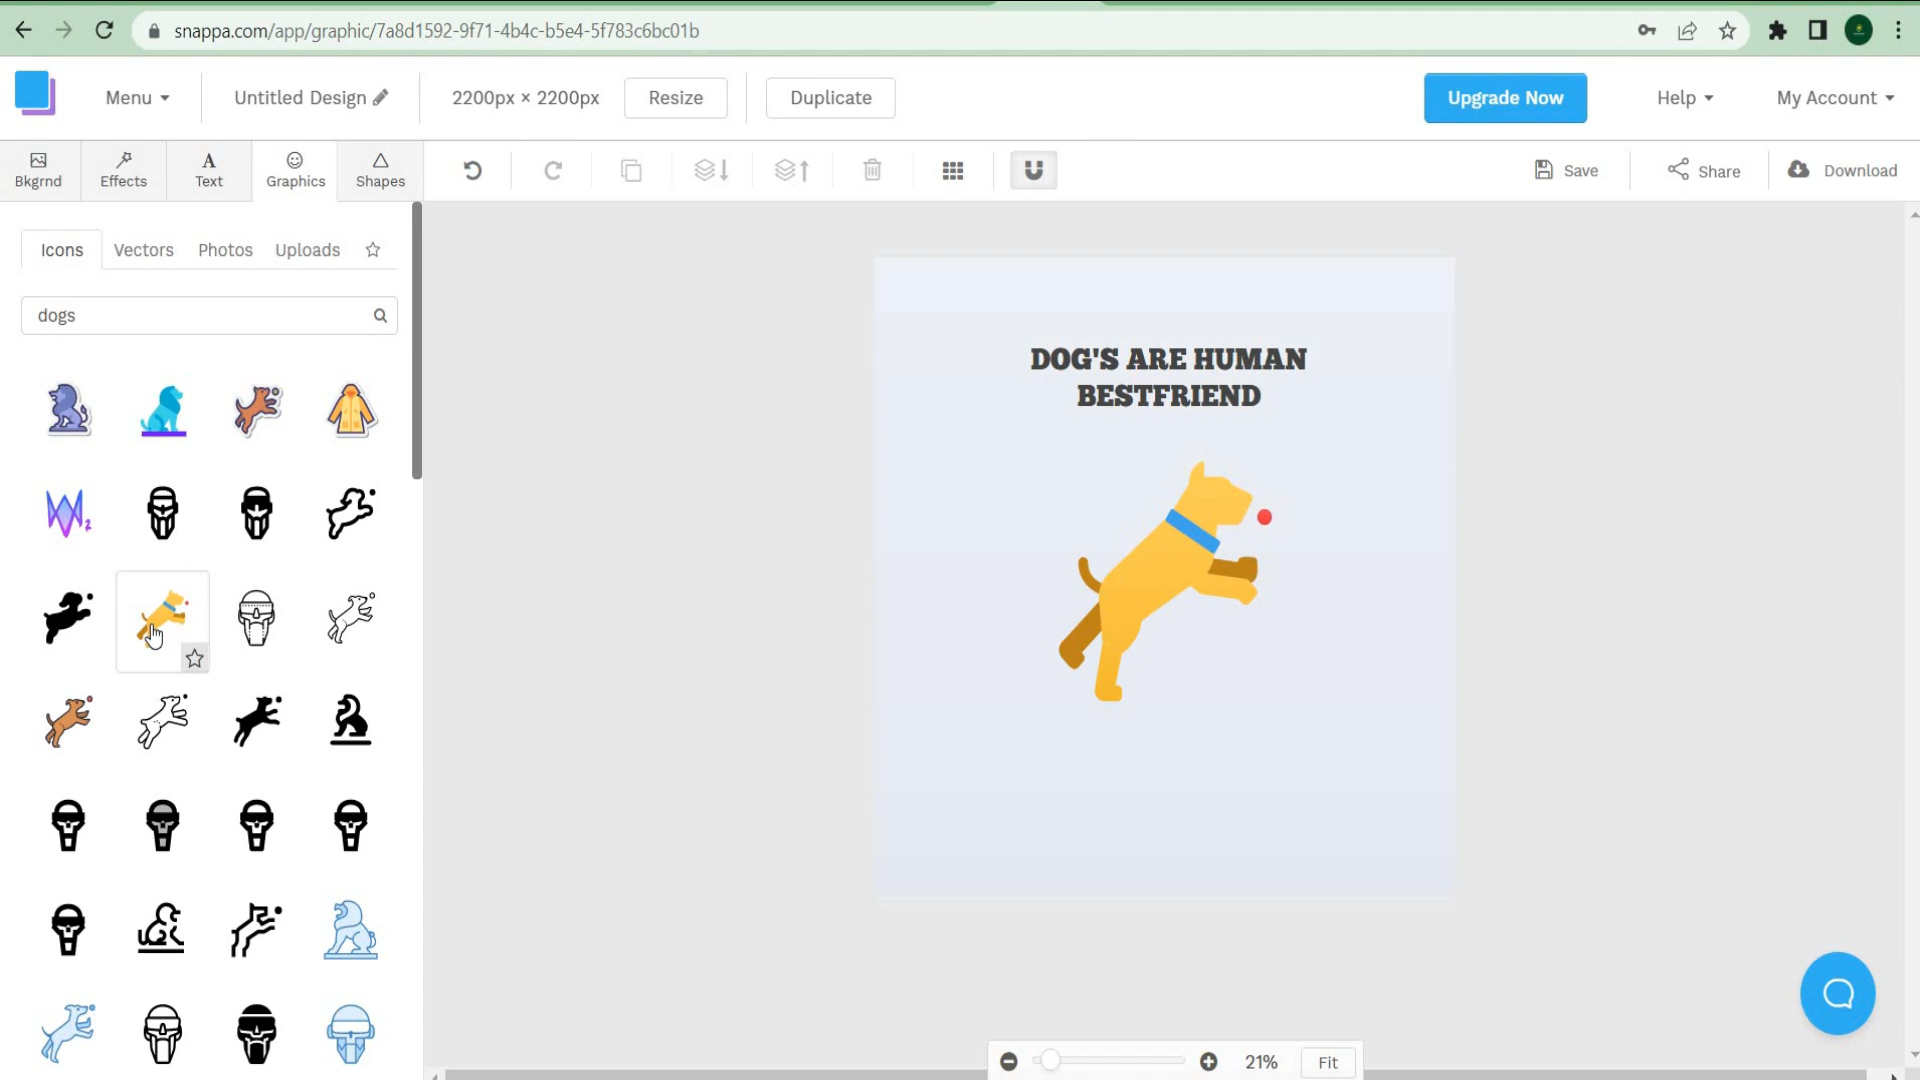 snappa.com/app/graphic/7a8d1592-9f71-4b4c-b5e4-5f783c6bc01b
Menu
Untitled Design
2200px × 2200px
Resize
Duplicate
Upgrade Now
Help
My Account
Bkgrnd
Effects
Text
Graphics
Shapes
Save
Share
Download
Icons
Vectors
Photos
Uploads
dogs
DOG'S ARE HUMAN
BESTFRIEND
21%
Fit